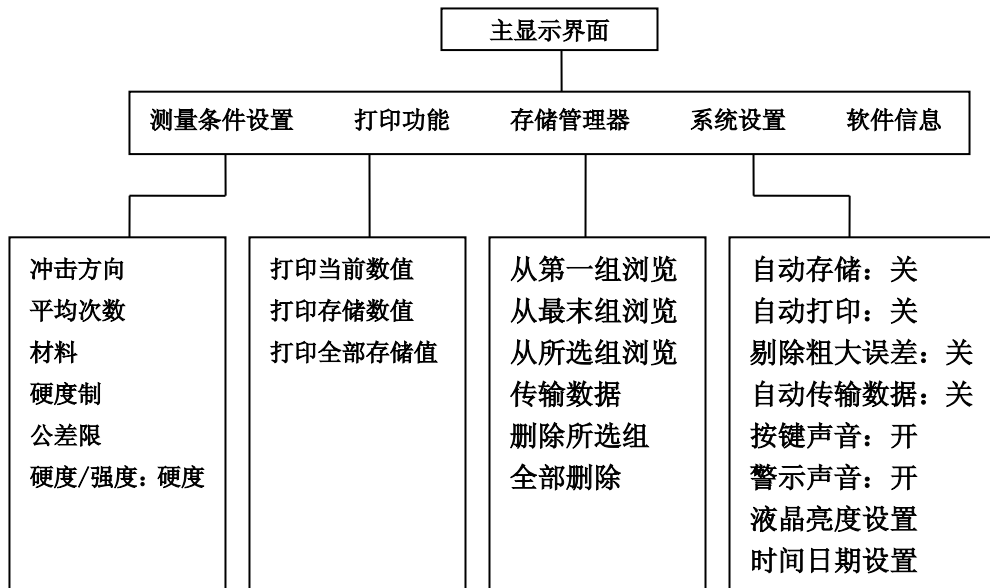 主显示界面
测量条件设置 打印功能 存储管理器 系统设置 软件信息
冲击方向
平均次数
材料
硬度制
公差限
硬度/强度：硬度
打印当前数值
打印存储数值
打印全部存储值
从第一组浏览
从最末组浏览
从所选组浏览
传输数据
删除所选组
全部删除
自动存储：关
自动打印：关
剔除粗大误差：关
自动传输数据：关
按键声音：开
警示声音：开
液晶亮度设置
时间日期设置